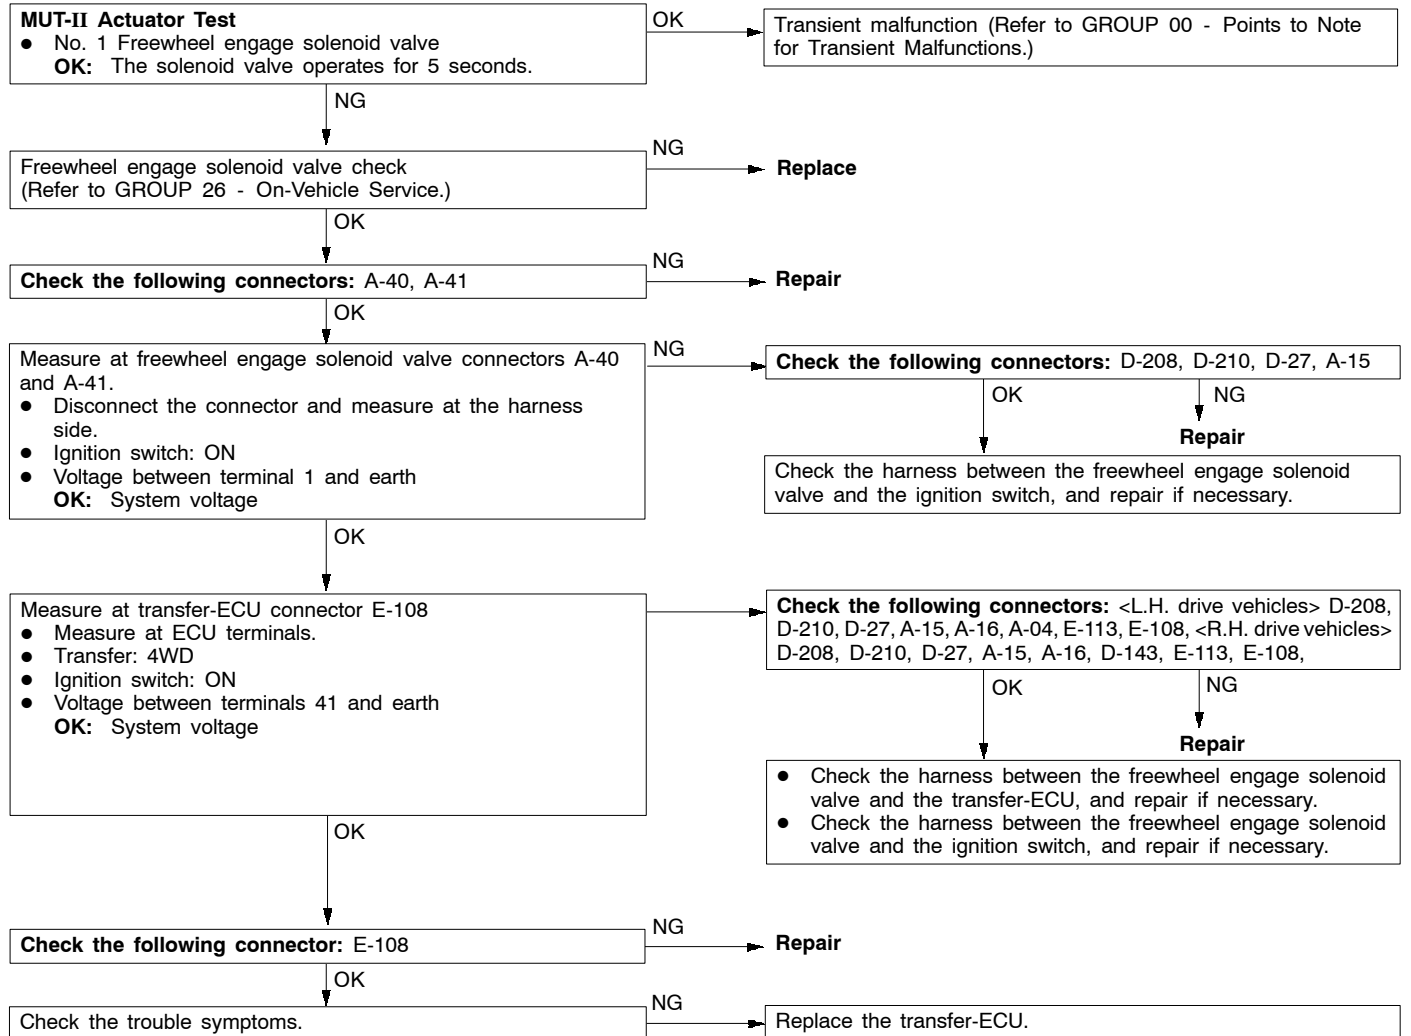 MUT-II Actuator Test
● No. 1 Freewheel engage solenoid valve
OK: The solenoid valve operates for 5 seconds.
OK
Transient malfunction (Refer to GROUP 00 - Points to Note
for Transient Malfunctions.)
NG
Freewheel engage solenoid valve check
(Refer to GROUP 26 - On-Vehicle Service.)
NG
Replace
OK
Check the following connectors: A-40, A-41
NG
Repair
OK
Measure at freewheel engage solenoid valve connectors A-40
and A-41.
● Disconnect the connector and measure at the harness
side.
● Ignition switch: ON
● Voltage between terminal 1 and earth
OK: System voltage
NG
Check the following connectors: D-208, D-210, D-27, A-15
OK
NG
Repair
Check the harness between the freewheel engage solenoid
valve and the ignition switch, and repair if necessary.
OK
Measure at transfer-ECU connector E-108
● Measure at ECU terminals.
● Transfer: 4WD
● Ignition switch: ON
● Voltage between terminals 41 and earth
OK: System voltage
Check the following connectors: <L.H. drive vehicles> D-208,
D-210, D-27, A-15, A-16, A-04, E-113, E-108, <R.H. drive vehicles>
D-208, D-210, D-27, A-15, A-16, D-143, E-113, E-108,
OK
NG
Repair
● Check the harness between the freewheel engage solenoid
valve and the transfer-ECU, and repair if necessary.
● Check the harness between the freewheel engage solenoid
valve and the ignition switch, and repair if necessary.
OK
Check the following connector: E-108
NG
Repair
OK
Check the trouble symptoms.
NG
Replace the transfer-ECU.